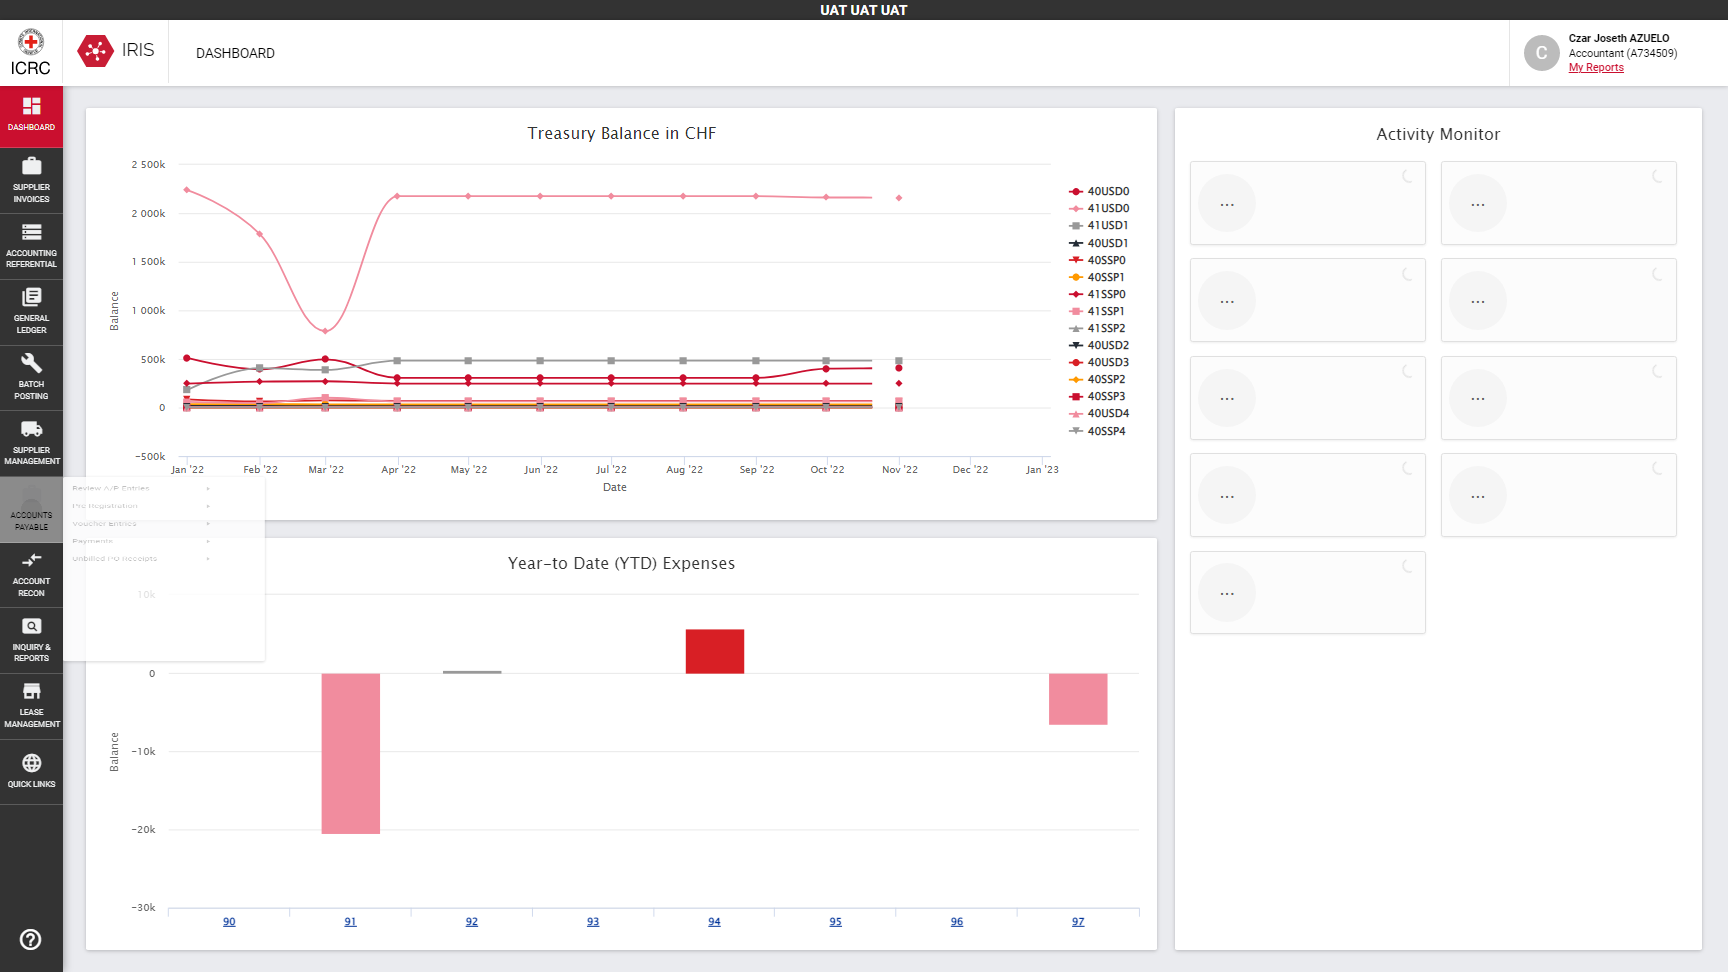 UAT UAT UAT
ICRC
IRIS
DASHBOARD
C
Czar Joseth AZUELO
Accountant (A734509)
My Reports
DASHBOARD
SUPPLIER
INVOICES
ACCOUNTING
REFERENTIAL
GENERAL
LEDGER
BATCH
POSTING
SUPPLIER
MANAGEMENT
ACCOUNTS
PAYABLE
ACCOUNT
RECON
INQUIRY &
REPORTS
LEASE
MANAGEMENT
QUICK LINKS
Review A/P Entries
Pre Registration
Voucher Entries
Payments
Unbilled PO Receipts
Treasury Balance in CHF
Balance
2 500k
2 000k
1 500k
1 000k
500k
0
-500k
Jan '22
Feb '22
Mar '22
Apr '22
May '22
Jun '22
Jul '22
Aug '22
Sep '22
Oct '22
Nov '22
Dec '22
Jan '23
Date
40USD0
41USD0
41USD1
40USD1
40SSP0
40SSP1
41SSP0
41SSP1
41SSP2
40USD2
40USD3
40SSP2
40SSP3
40USD4
40SSP4
Year-to Date (YTD) Expenses
Balance
10k
0
-10k
-20k
-30k
90
91
92
93
94
95
96
97
Activity Monitor
...
...
...
...
...
...
...
...
...